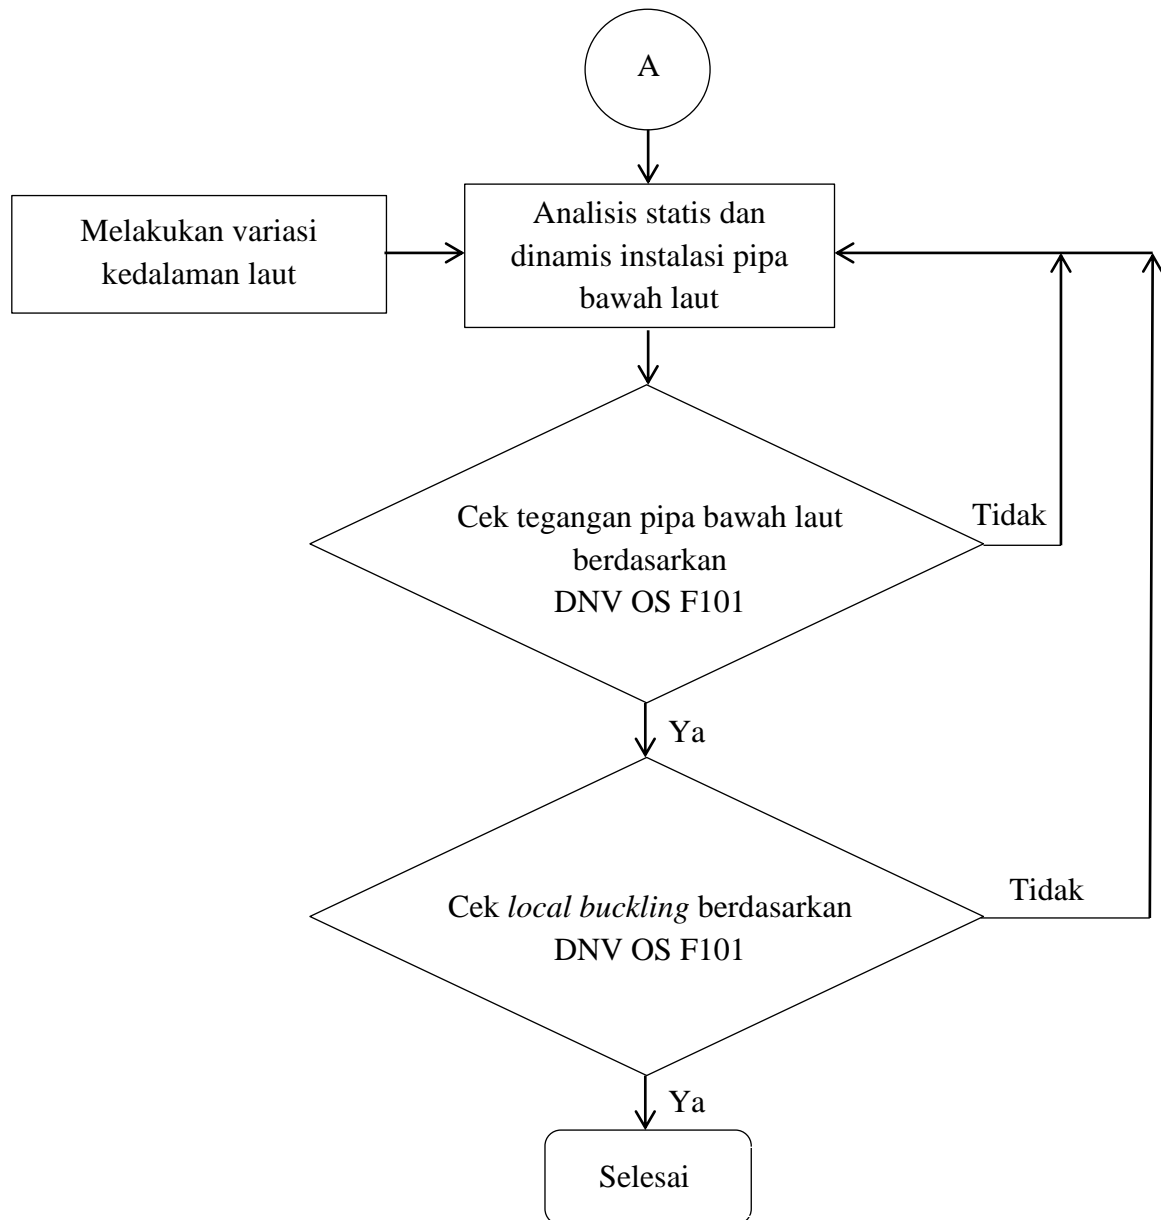 A
Melakukan variasi
kedalaman laut
Analisis statis dan
dinamis instalasi pipa
bawah laut
Cek tegangan pipa bawah laut
berdasarkan
DNV OS F101
Tidak
Ya
Cek local buckling berdasarkan
DNV OS F101
Tidak
Ya
Selesai